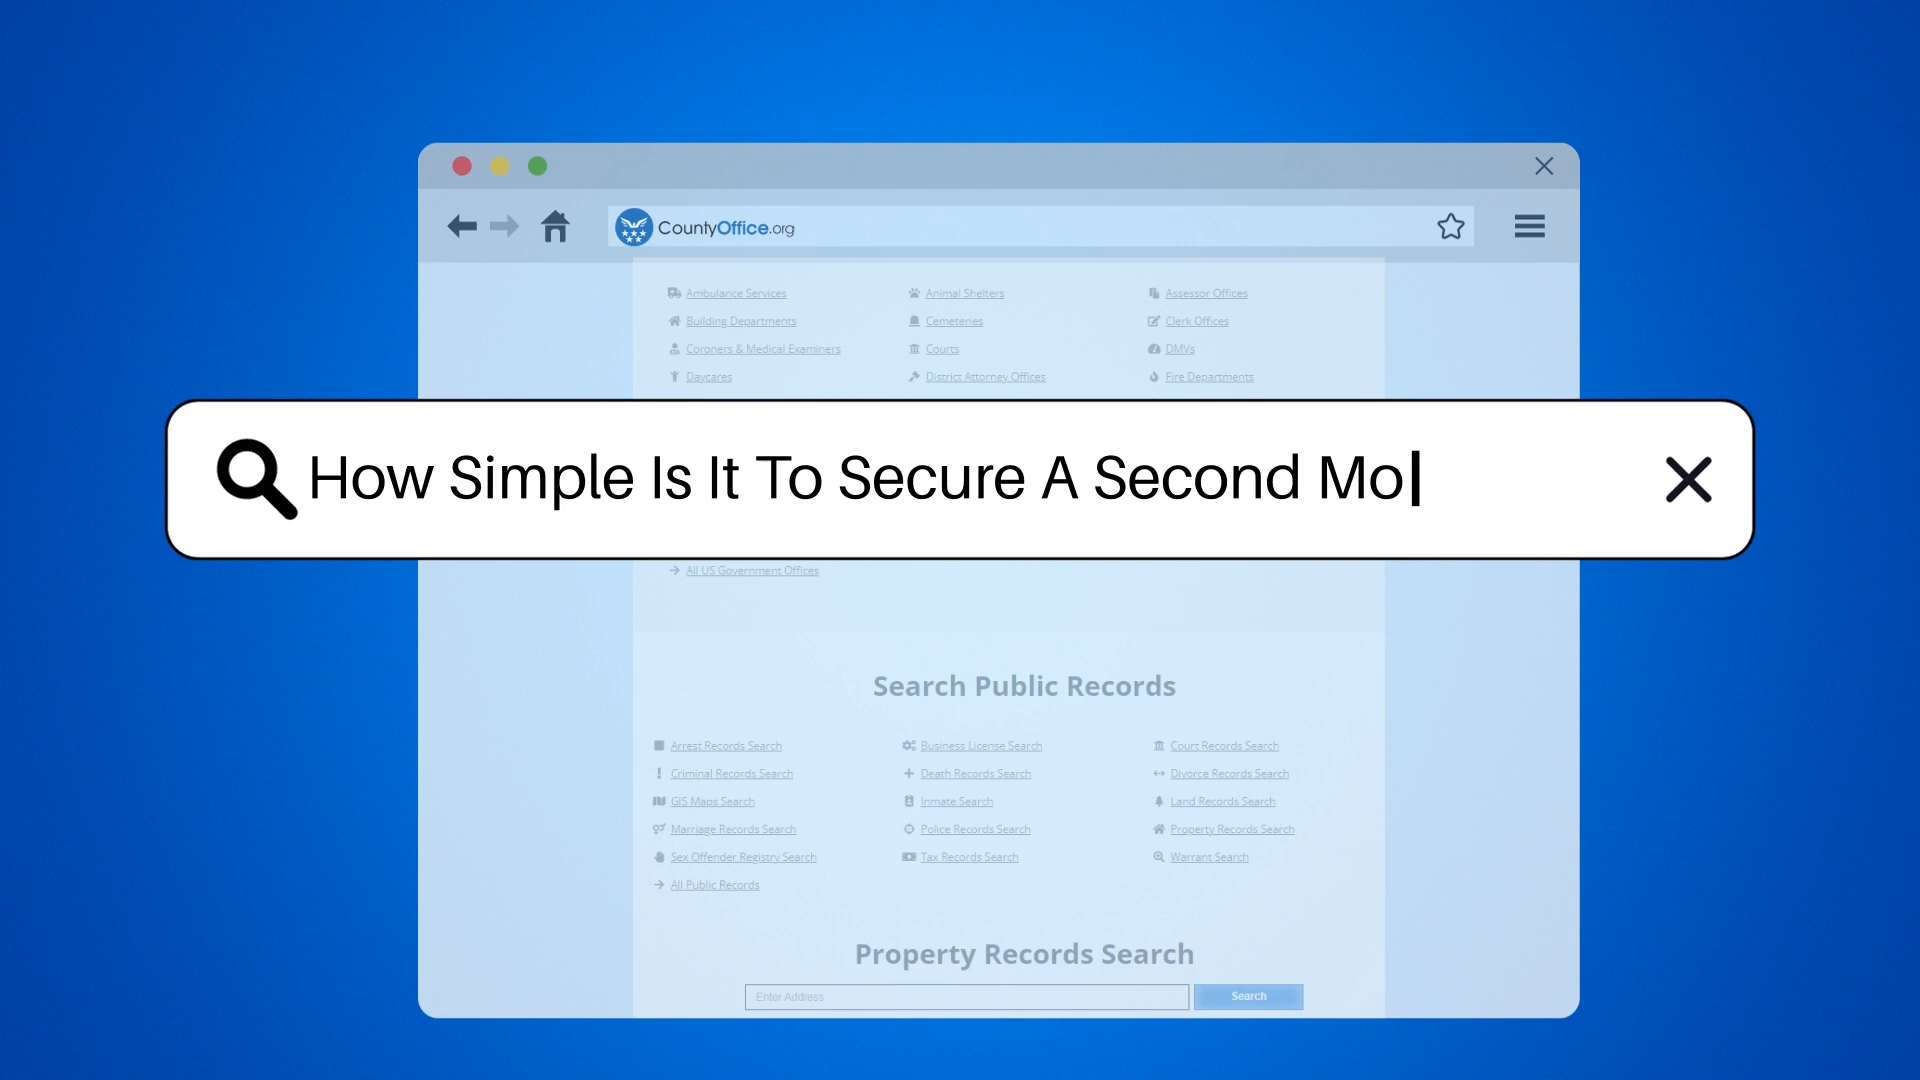 CountyOffice.org
Ambulance Services Animal Shelters Assessor Offices
Building Departments Cemeteries Clerk Offices
Coroners & Medical Examiners Courts DMVs
Daycares District Attorney Offices Fire Departments
How Simple Is It To Secure A Second Mo
All US Government Offices
Search Public Records
Arrest Records Search Business License Search Court Records Search
Criminal Records Search Death Records Search Divorce Records Search
GIS Maps Search Inmate Search Land Records Search
Marriage Records Search Police Records Search Property Records Search
Sex Offender Registry Search Tax Records Search Warrant Search
All Public Records
Property Records Search
Enter Address Search